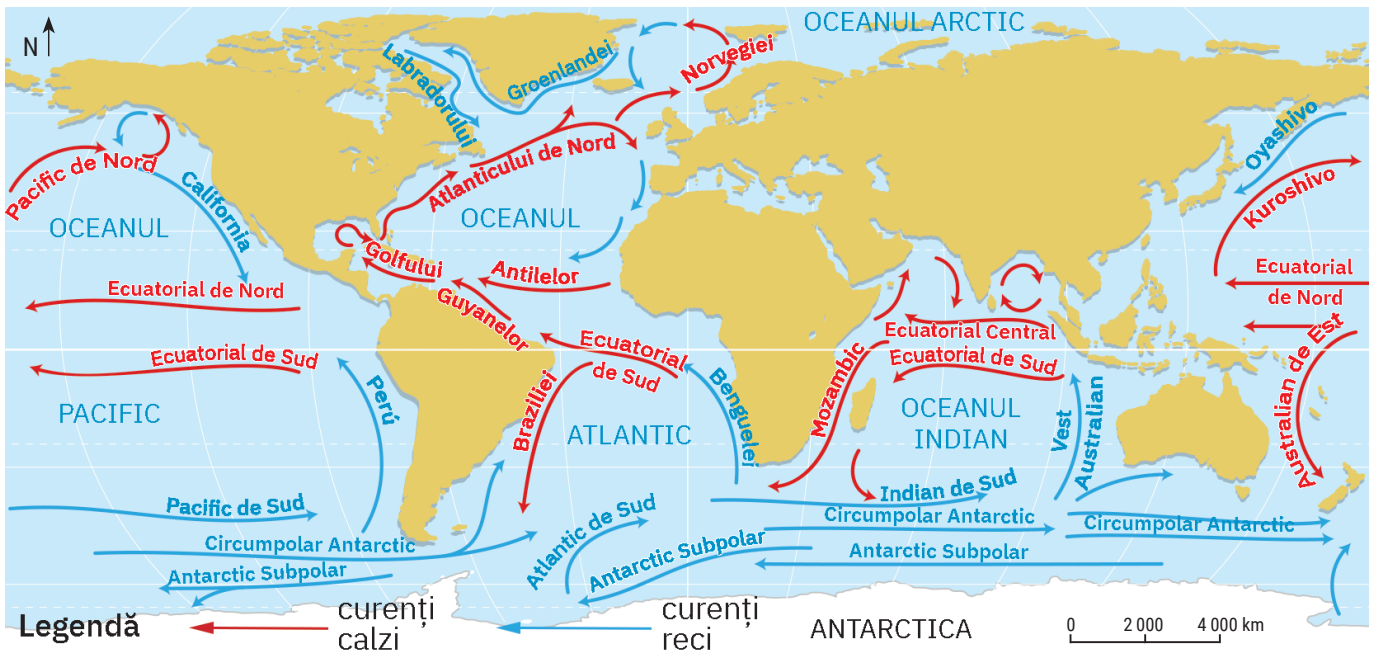 OCEANUL ARCTIC
N
Labradorului
Groenlandei
Norvegiei
Oyashivo
Pacific de Nord
California
Atlanticului de Nord
Kuroshivo
OCEANUL
OCEANUL
Golfului
Antilelor
Guyanelor
Ecuatorial de Nord
Ecuatorial
de Nord
Ecuatorial de Sud
Ecuatorial
de Sud
Ecuatorial Central
Ecuatorial de Sud
Australian de Est
Perú
Braziliei
Benguelei
Mozambic
PACIFIC
ATLANTIC
OCEANUL
INDIAN
Vest
Australian
Pacific de Sud
Atlantic de Sud
Indian de Sud
Circumpolar Antarctic
Circumpolar Antarctic
Circumpolar Antarctic
Antarctic Subpolar
Antarctic Subpolar
Antarctic Subpolar
Legendă
curenți
calzi
curenți
reci
ANTARCTICA
0 2 000 4 000 km